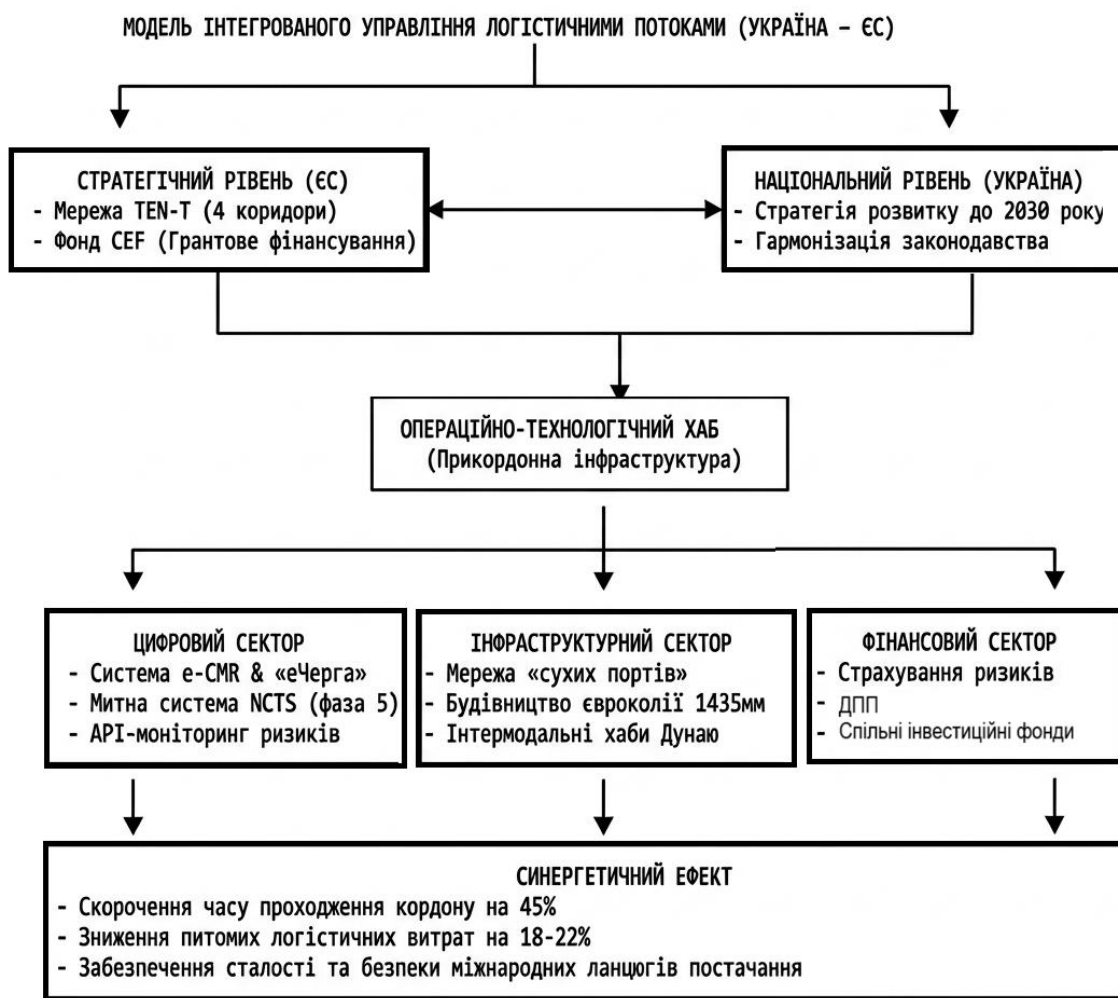 МОДЕЛЬ ІНТЕГРОВАНОГО УПРАВЛІННЯ ЛОГІСТИЧНИМИ ПОТОКАМИ (УКРАЇНА – ЄС)
СТРАТЕГІЧНИЙ РІВЕНЬ (ЄС)
- Мережа TEN-T (4 коридори)
- Фонд CEF (Грантове фінансування)
НАЦІОНАЛЬНИЙ РІВЕНЬ (УКРАЇНА)
- Стратегія розвитку до 2030 року
- Гармонізація законодавства
ОПЕРАЦІЙНО-ТЕХНОЛОГІЧНИЙ ХАБ
(Прикордонна інфраструктура)
ЦИФРОВИЙ СЕКТОР
- Система e-CMR & «еЧерга»
- Митна система NCTS (фаза 5)
- API-моніторинг ризиків
ІНФРАСТРУКТУРНИЙ СЕКТОР
- Мережа «сухих портів»
- Будівництво євроколії 1435мм
- Інтермодальні хаби Дунаю
ФІНАНСОВИЙ СЕКТОР
- Страхування ризиків
- ДПП
- Спільні інвестиційні фонди
СИНЕРГЕТИЧНИЙ ЕФЕКТ
- Скорочення часу проходження кордону на 45%
- Зниження питомих логістичних витрат на 18-22%
- Забезпечення сталості та безпеки міжнародних ланцюгів постачання